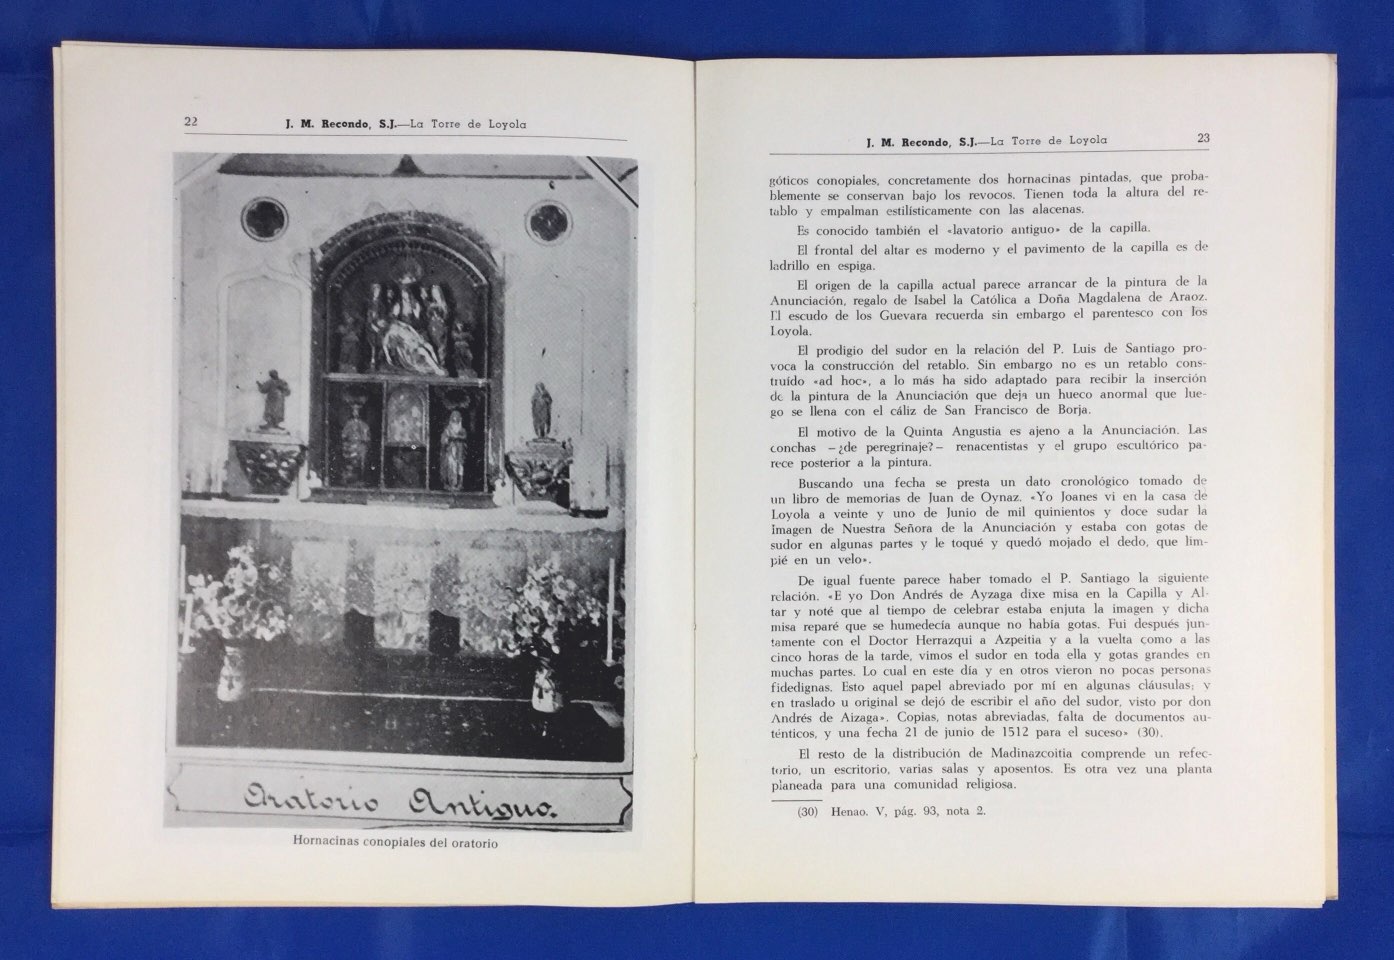 22
J. M. Recondo, S.J.—La Torre de Loyola
Oratorio Antiguo.
Hornacinas conopiales del oratorio
J. M. Recondo, S.J.—La Torre de Loyola
23
góticos conopiales, concretamente dos hornacinas pintadas, que proba-
blemente se conservan bajo los revocos. Tienen toda la altura del re-
tablo y empalman estilísticamente con las alacenas.
Es conocido también el «lavatorio antiguo» de la capilla.
El frontal del altar es moderno y el pavimento de la capilla es de
ladrillo en espiga.
El origen de la capilla actual parece arrancar de la pintura de la
Anunciación, regalo de Isabel la Católica a Doña Magdalena de Araoz.
El escudo de los Guevara recuerda sin embargo el parentesco con los
Loyola.
El prodigio del sudor en la relación del P. Luis de Santiago pro-
voca la construcción del retablo. Sin embargo no es un retablo cons-
truído «ad hoc», a lo más ha sido adaptado para recibir la inserción
de la pintura de la Anunciación que deja un hueco anormal que lue-
go se llena con el cáliz de San Francisco de Borja.
El motivo de la Quinta Angustia es ajeno a la Anunciación. Las
conchas —¿de peregrinaje?— renacentistas y el grupo escultórico pa-
rece posterior a la pintura.
Buscando una fecha se presta un dato cronológico tomado de
un libro de memorias de Juan de Oynaz. «Yo Joanes vi en la casa de
Loyola a veinte y uno de Junio de mil quinientos y doce sudar la
Imagen de Nuestra Señora de la Anunciación y estaba con gotas de
sudor en algunas partes y le toqué y quedó mojado el dedo, que lim-
pié en un velo».
De igual fuente parece haber tomado el P. Santiago la siguiente
relación. «E yo Don Andrés de Ayzaga dixe misa en la Capilla y Al-
tar y noté que al tiempo de celebrar estaba enjuta la imagen y dicha
misa reparé que se humedecía aunque no había gotas. Fui después jun-
tamente con el Doctor Herrazqui a Azpeitia y a la vuelta como a las
cinco horas de la tarde, vimos el sudor en toda ella y gotas grandes en
muchas partes. Lo cual en este día y en otros vieron no pocas personas
fidedignas. Esto aquel papel abreviado por mí en algunas cláusulas; y
en traslado u original se dejó de escribir el año del sudor, visto por don
Andrés de Aizaga». Copias, notas abreviadas, falta de documentos au-
ténticos, y una fecha 21 de junio de 1512 para el suceso» (30).
El resto de la distribución de Madinazcoitia comprende un refec-
torio, un escritorio, varias salas y aposentos. Es otra vez una planta
planeada para una comunidad religiosa.
(30) Henao. V, pág. 93, nota 2.